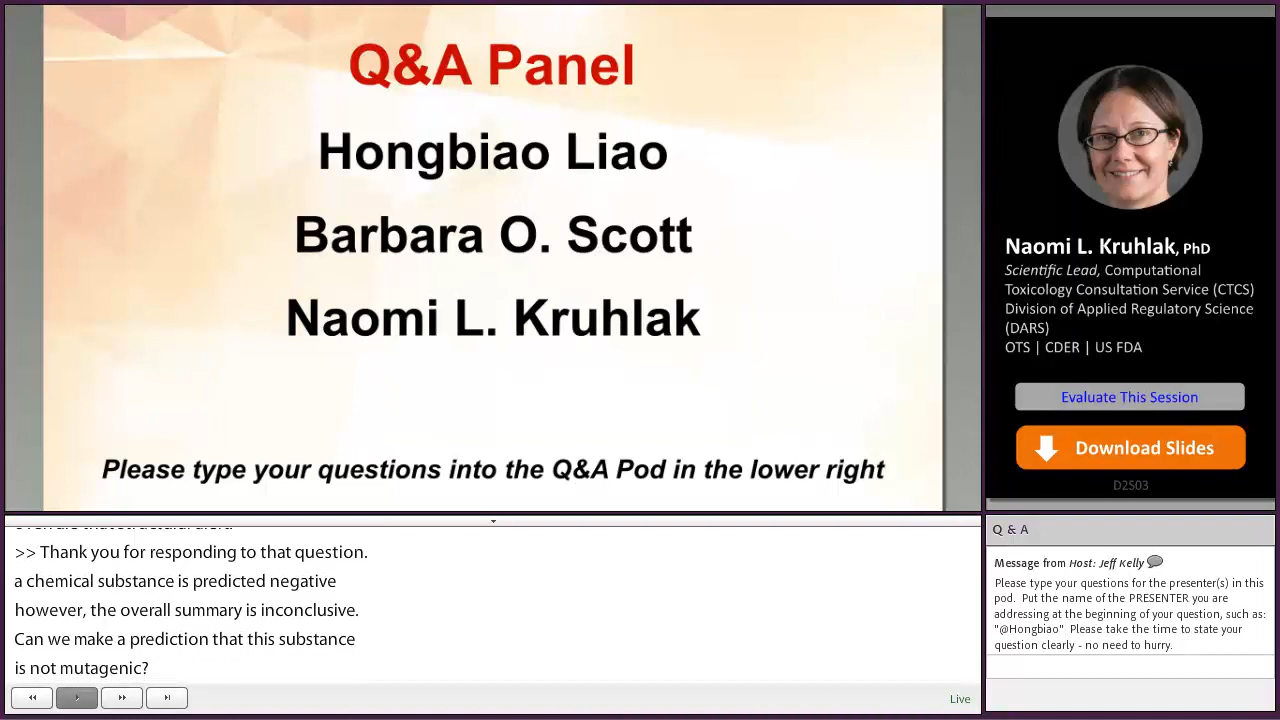 Q&A Panel
Hongbiao Liao
Barbara O. Scott
Naomi L. Kruhlak
Please type your questions into the Q&A Pod in the lower right
Naomi L. Kruhlak, PhD
Scientific Lead, Computational
Toxicology Consultation Service (CTCS)
Division of Applied Regulatory Science
(DARS)
OTS | CDER | US FDA
Evaluate This Session
Download Slides
D2S03
>> Thank you for responding to that question.
a chemical substance is predicted negative
however, the overall summary is inconclusive.
Can we make a prediction that this substance
is not mutagenic?
Live
Q & A
Message from Host: Jeff Kelly
Please type your questions for the presenter(s) in this
pod. Put the name of the PRESENTER you are
addressing at the beginning of your question, such as:
"@Hongbiao" Please take the time to state your
question clearly - no need to hurry.